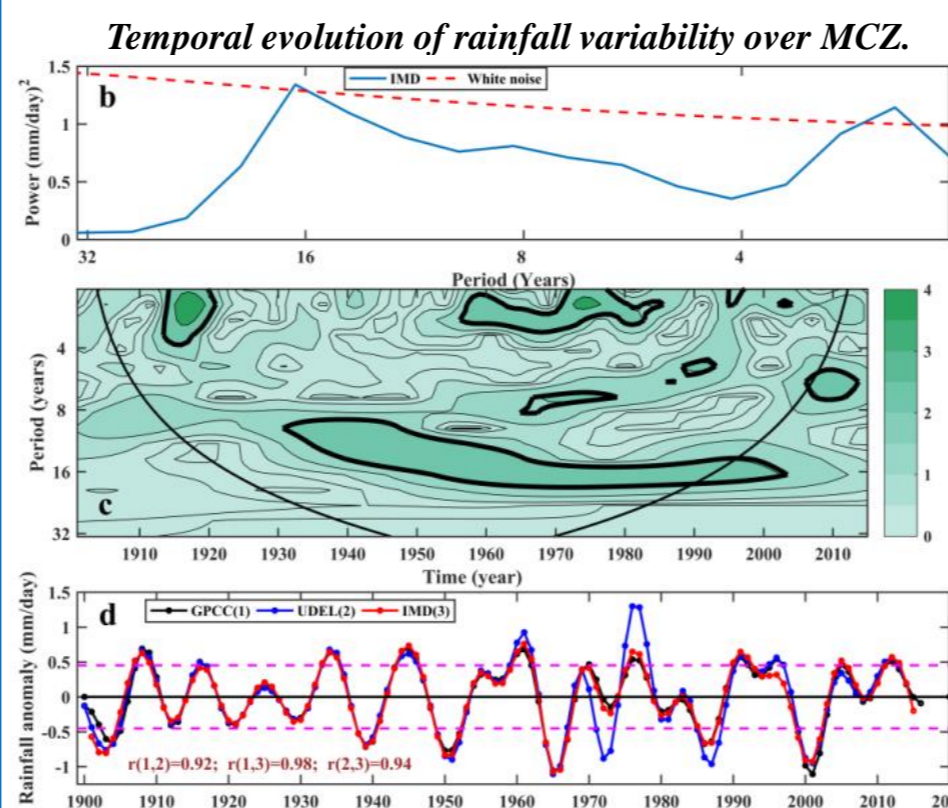 Temporal evolution of rainfall variability over MCZ.
b
IMD
White noise
Power (mm/day)2
1.5
1
0.5
0
32 16 8 4
Period (Years)
c
Period (years)
4
8
16
32
4
3
2
1
0
1910 1920 1930 1940 1950 1960 1970 1980 1990 2000 2010
Time (year)
d
GPCC(1) UDEL(2) IMD(3)
Rainfall anomaly (mm/day)
1.5
1
0.5
0
-0.5
-1
r(1,2)=0.92; r(1,3)=0.98; r(2,3)=0.94
1900 1910 1920 1930 1940 1950 1960 1970 1980 1990 2000 2010